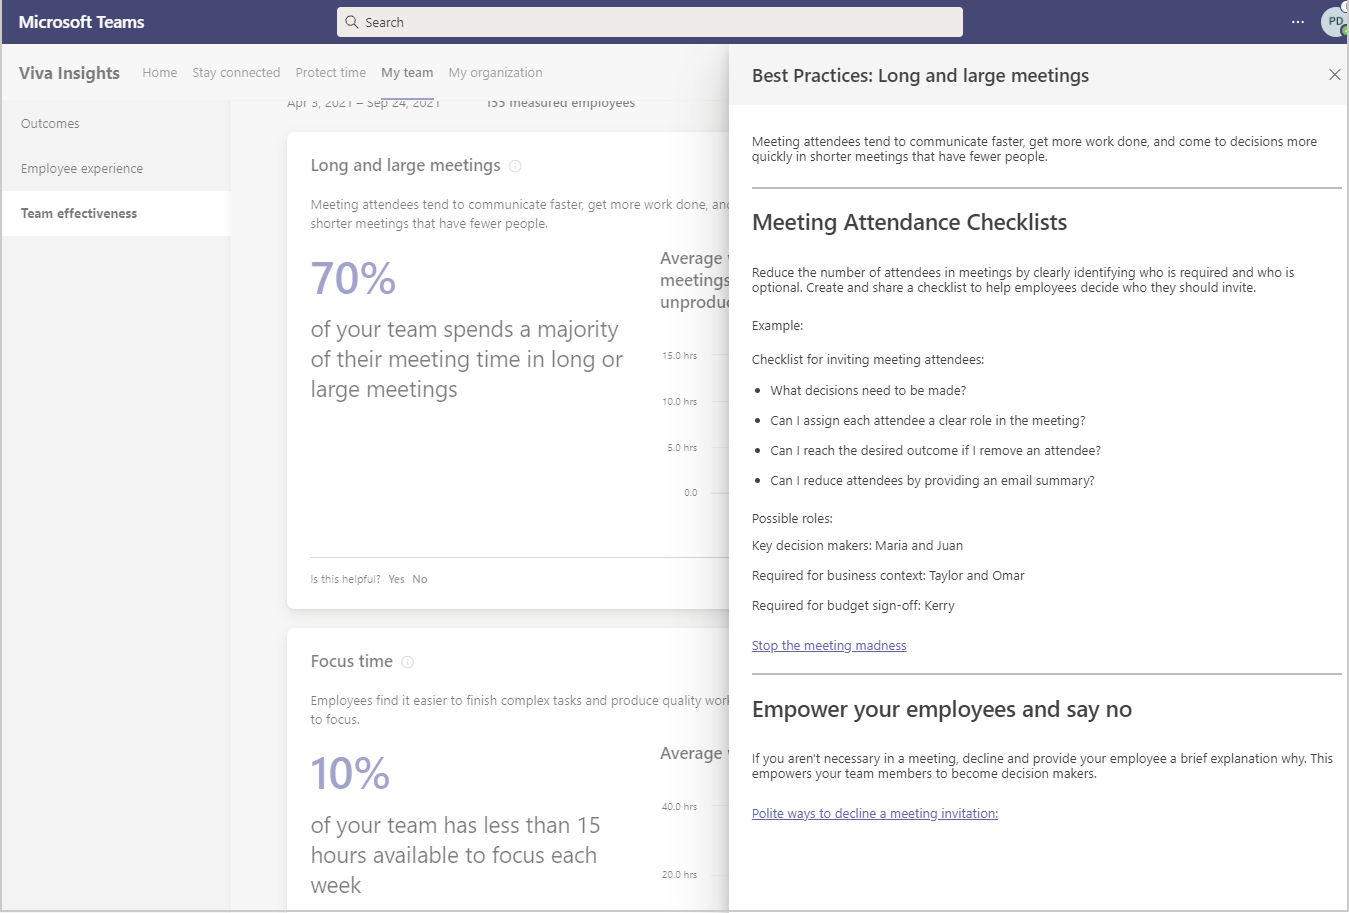 Microsoft Teams
Search
PD
Viva Insights
Home
Stay connected
Protect time
My team
My organization
Outcomes
Employee experience
Team effectiveness
Apr 3, 2021 – Sep 24, 2021
155 measured employees
Long and large meetings
Meeting attendees tend to communicate faster, get more work done, and
shorter meetings that have fewer people.
70%
of your team spends a majority
of their meeting time in long or
large meetings
Average
meetings
unprodu
15.0 hrs
10.0 hrs
5.0 hrs
0.0
Is this helpful? Yes No
Focus time
Employees find it easier to finish complex tasks and produce quality work
to focus.
10%
of your team has less than 15
hours available to focus each
week
Average
40.0 hrs
20.0 hrs
Best Practices: Long and large meetings
Meeting attendees tend to communicate faster, get more work done, and come to decisions more
quickly in shorter meetings that have fewer people.
Meeting Attendance Checklists
Reduce the number of attendees in meetings by clearly identifying who is required and who is
optional. Create and share a checklist to help employees decide who they should invite.
Example:
Checklist for inviting meeting attendees:
• What decisions need to be made?
• Can I assign each attendee a clear role in the meeting?
• Can I reach the desired outcome if I remove an attendee?
• Can I reduce attendees by providing an email summary?
Possible roles:
Key decision makers: Maria and Juan
Required for business context: Taylor and Omar
Required for budget sign-off: Kerry
Stop the meeting madness
Empower your employees and say no
If you aren't necessary in a meeting, decline and provide your employee a brief explanation why. This
empowers your team members to become decision makers.
Polite ways to decline a meeting invitation: